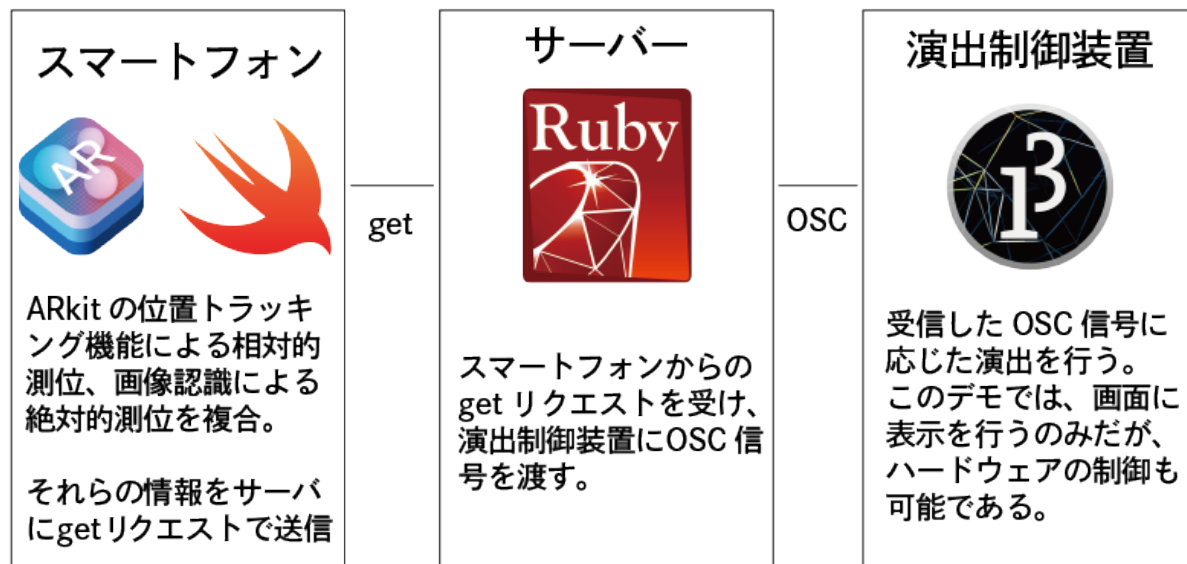 スマートフォン
AR
ARkit の位置トラッキ
ング機能による相対的
測位、画像認識による
絶対的測位を複合。
それらの情報をサーバ
にgetリクエストで送信
get
サーバー
Ruby
スマートフォンからの
get リクエストを受け、
演出制御装置にOSC 信
号を渡す。
OSC
演出制御装置
13
受信した OSC 信号に
応じた演出を行う。
このデモでは、画面に
表示を行うのみだが、
ハードウェアの制御も
可能である。